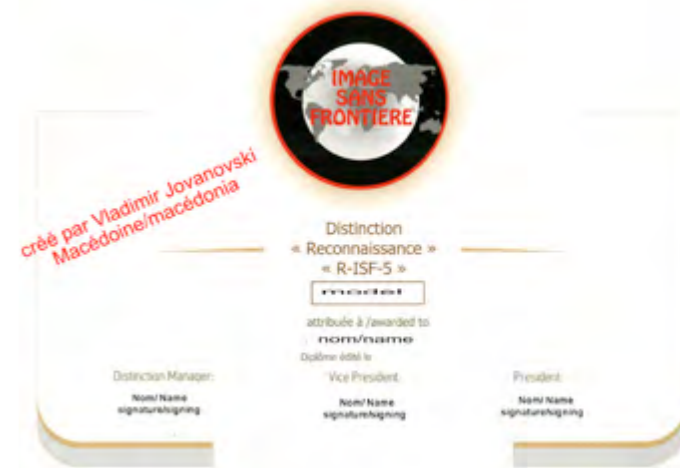 IMAGE
SANS
FRONTIERE
créé par Vladimir Jovanovski
Macédoine/macédonia
Distinction
« Reconnaissance »
« R-ISF-5 »
model
attribuée à /awarded to
nom/name
Diplôme édité le
Distinction Manager:
Vice President
President
Nom/ Name
signature/signing
Nom/ Name
signature/signing
Nom/ Name
signature/signing